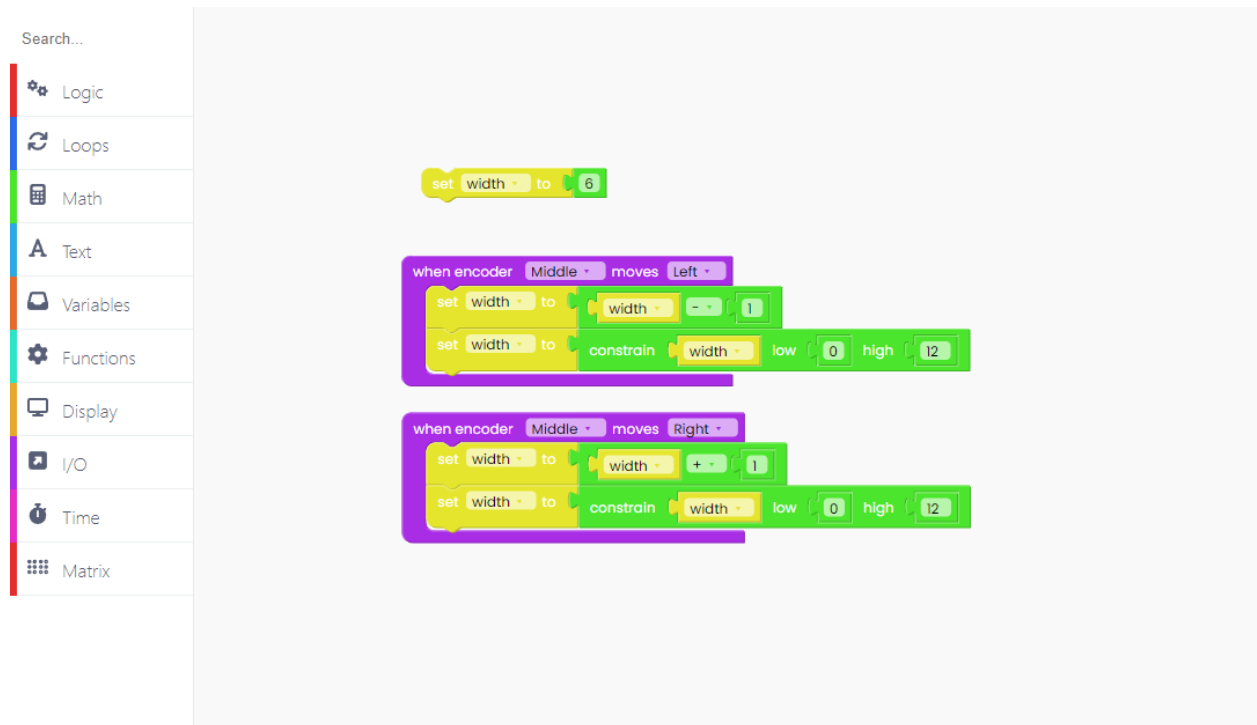 Search...
Logic
Loops
Math
Text
Variables
Functions
Display
I/O
Time
Matrix
set width to 6
when encoder Middle moves Left
set width to width - 1
set width to constrain width low 0 high 12
when encoder Middle moves Right
set width to width + 1
set width to constrain width low 0 high 12